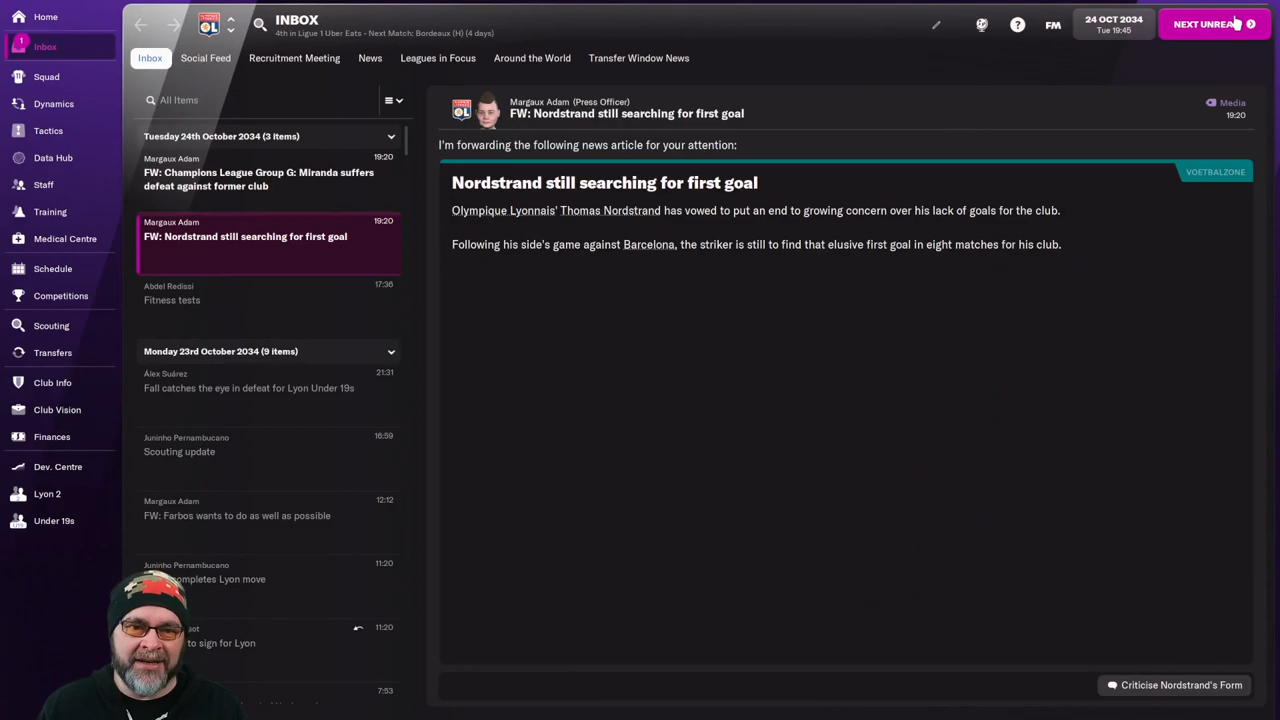 Home
1
Inbox
Squad
Dynamics
Tactics
Data Hub
Staff
Training
Medical Centre
Schedule
Competitions
Scouting
Transfers
Club Info
Club Vision
Finances
Dev. Centre
Lyon 2
Under 19s
OL
INBOX
4th in Ligue 1 Uber Eats - Next Match: Bordeaux (H) (4 days)
FM
24 OCT 2034
Tue 19:45
NEXT
Inbox
Social Feed
Recruitment Meeting
News
Leagues in Focus
Around the World
Transfer Window News
All Items
Tuesday 24th October 2034 (3 items)
Margaux Adam
19:20
FW: Champions League Group G: Miranda suffers
defeat against former club
Margaux Adam
19:20
FW: Nordstrand still searching for first goal
Abdel Redissi
17:36
Fitness tests
Monday 23rd October 2034 (9 items)
Álex Suárez
21:31
Fall catches the eye in defeat for Lyon Under 19s
Juninho Pernambucano
16:59
Scouting update
Margaux Adam
12:12
FW: Farbos wants to do as well as possible
Juninho Pernambucano
11:20
completes Lyon move
11:20
to sign for Lyon
7:53
OL
Margaux Adam (Press Officer)
FW: Nordstrand still searching for first goal
Media
19:20
I'm forwarding the following news article for your attention:
VOETBALZONE
Nordstrand still searching for first goal
Olympique Lyonnais' Thomas Nordstrand has vowed to put an end to growing concern over his lack of goals for the club.
Following his side's game against Barcelona, the striker is still to find that elusive first goal in eight matches for his club.
Criticise Nordstrand's Form